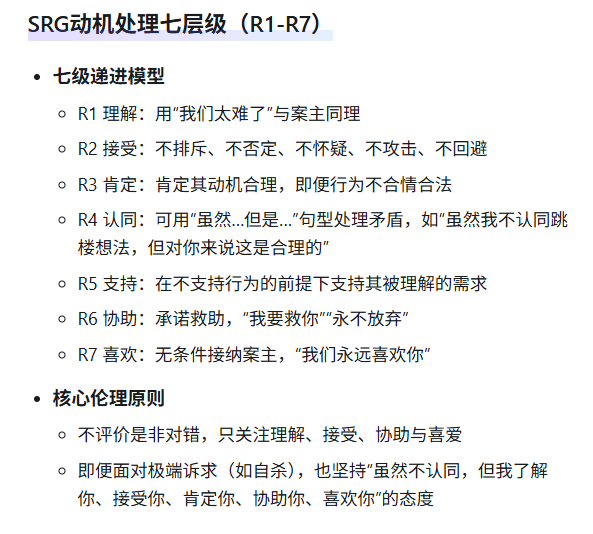 SRG动机处理七层级（R1-R7）
七级递进模型
R1 理解：用“我们太难了”与案主同理
R2 接受：不排斥、不否定、不怀疑、不攻击、不回避
R3 肯定：肯定其动机合理，即便行为不合情合法
R4 认同：可用“虽然...但是...”句型处理矛盾，如“虽然我不认同跳
楼想法，但对你来说这是合理的”
R5 支持：在不支持行为的前提下支持其被理解的需求
R6 协助：承诺救助，“我要救你”“永不放弃”
R7 喜欢：无条件接纳案主，“我们永远喜欢你”
核心伦理原则
不评价是非对错，只关注理解、接受、协助与喜爱
即便面对极端诉求（如自杀），也坚持“虽然不认同，但我了解
你、接受你、肯定你、协助你、喜欢你”的态度